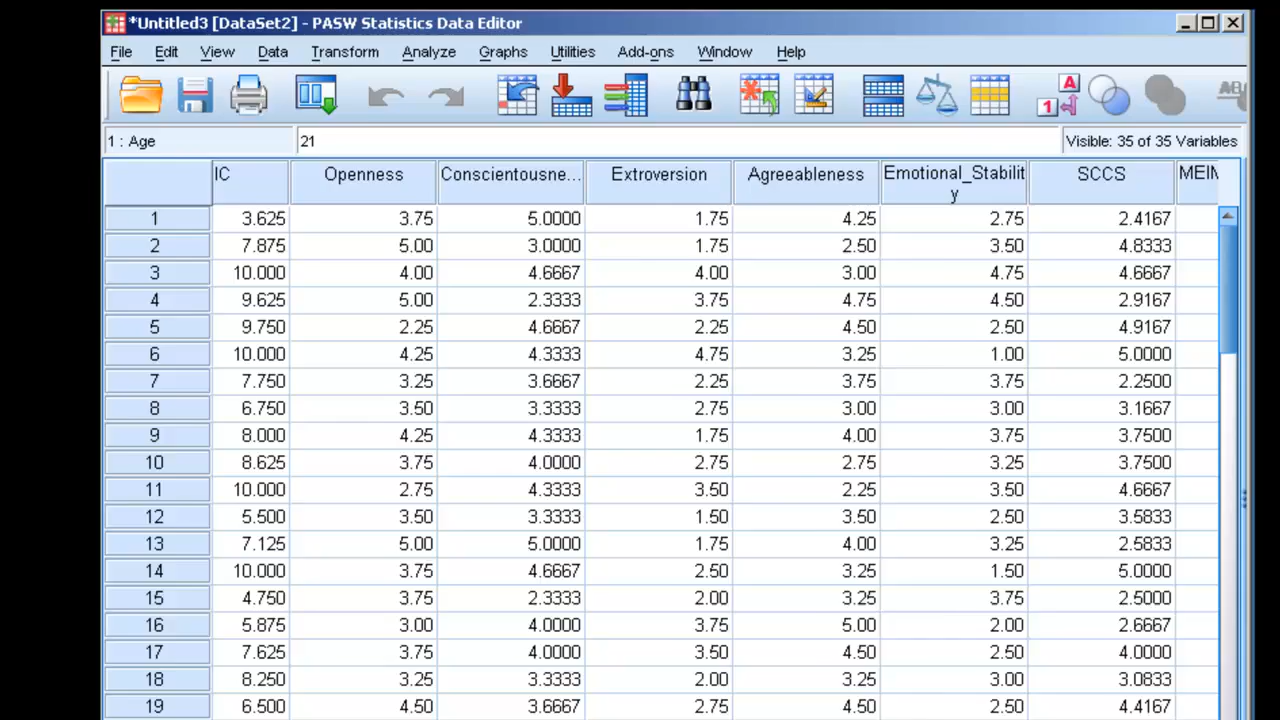 *Untitled3 [DataSet2] - PASW Statistics Data Editor
File Edit View Data Transform Analyze Graphs Utilities Add-ons Window Help
1 A
1 : Age 21 Visible: 35 of 35 Variables
IC Openness Conscientousne... Extroversion Agreeableness Emotional_Stabilit SCCS
y
1 3.625 3.75 5.0000 1.75 4.25 2.75 2.4167
2 7.875 5.00 3.0000 1.75 2.50 3.50 4.8333
3 10.000 4.00 4.6667 4.00 3.00 4.75 4.6667
4 9.625 5.00 2.3333 3.75 4.75 4.50 2.9167
5 9.750 2.25 4.6667 2.25 4.50 2.50 4.9167
6 10.000 4.25 4.3333 4.75 3.25 1.00 5.0000
7 7.750 3.25 3.6667 2.25 3.75 3.75 2.2500
8 6.750 3.50 3.3333 2.75 3.00 3.00 3.1667
9 8.000 4.25 4.3333 1.75 4.00 3.75 3.7500
10 8.625 3.75 4.0000 2.75 2.75 3.25 3.7500
11 10.000 2.75 4.3333 3.50 2.25 3.50 4.6667
12 5.500 3.50 3.3333 1.50 3.50 2.50 3.5833
13 7.125 5.00 5.0000 1.75 4.00 3.25 2.5833
14 10.000 3.75 4.6667 2.50 3.25 1.50 5.0000
15 4.750 3.75 2.3333 2.00 3.25 3.75 2.5000
16 5.875 3.00 4.0000 3.75 5.00 2.00 2.6667
17 7.625 3.75 4.0000 3.50 4.50 2.50 4.0000
18 8.250 3.25 3.3333 2.00 3.25 3.00 3.0833
19 6.500 4.50 3.6667 2.75 4.50 2.50 4.4167